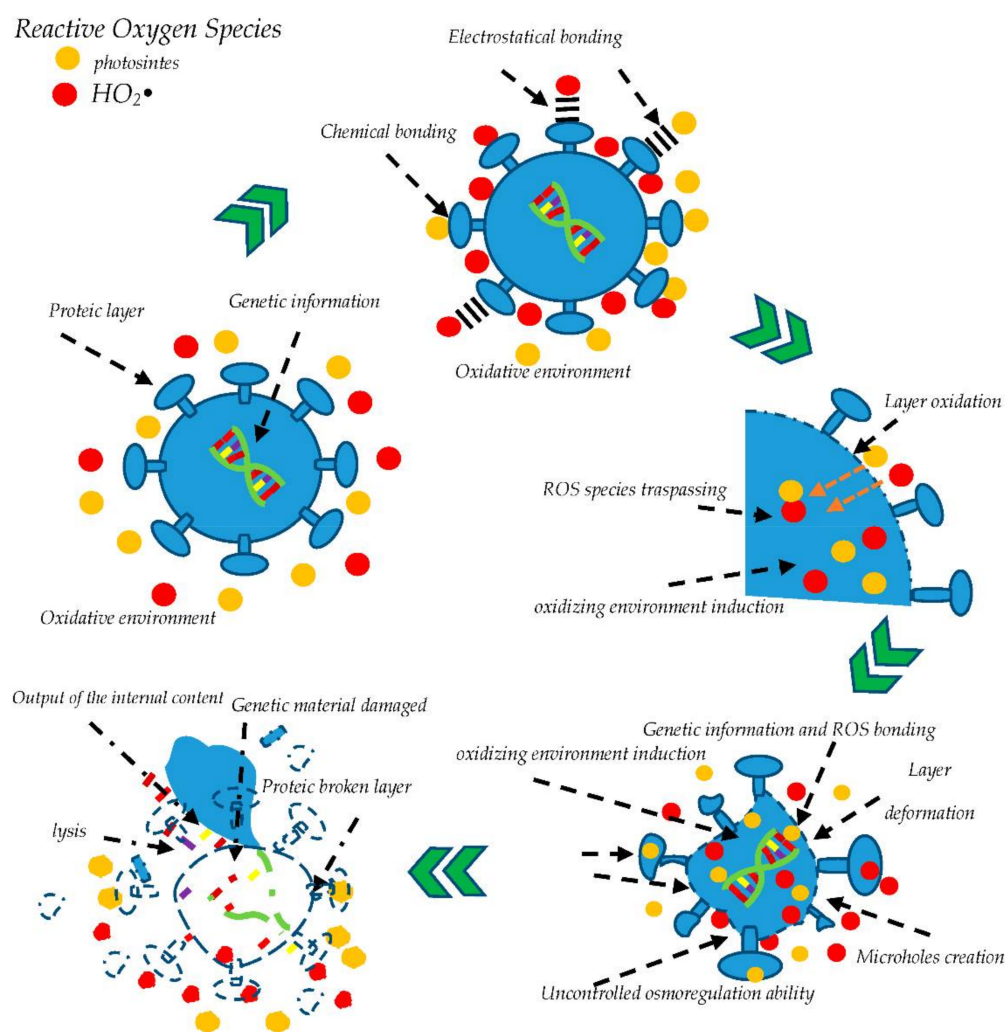 Reactive Oxygen Species
photosintes
HO₂•
Electrostatical bonding
Chemical bonding
Proteic layer
Genetic information
Oxidative environment
Oxidative environment
Layer oxidation
ROS species traspassing
oxidizing environment induction
Output of the internal content
Genetic material damaged
Proteic broken layer
lysis
Genetic information and ROS bonding
oxidizing environment induction
Layer
deformation
Microholes creation
Uncontrolled osmoregulation ability